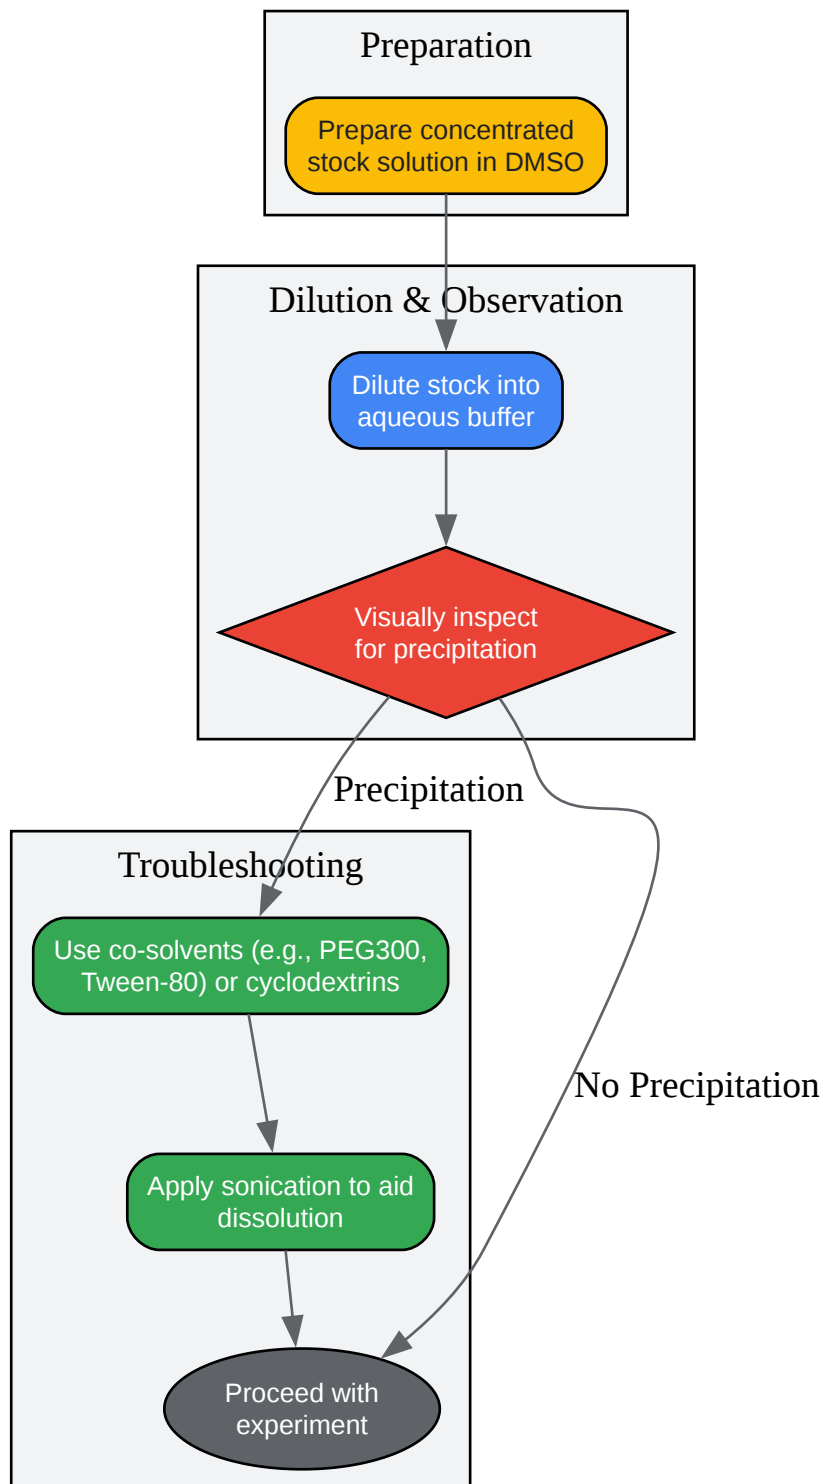 Preparation
Prepare concentrated
stock solution in DMSO
Dilution & Observation
Dilute stock into
aqueous buffer
Visually inspect
for precipitation
Precipitation
Troubleshooting
Use co-solvents (e.g., PEG300,
Tween-80) or cyclodextrins
No Precipitation
Apply sonication to aid
dissolution
Proceed with
experiment